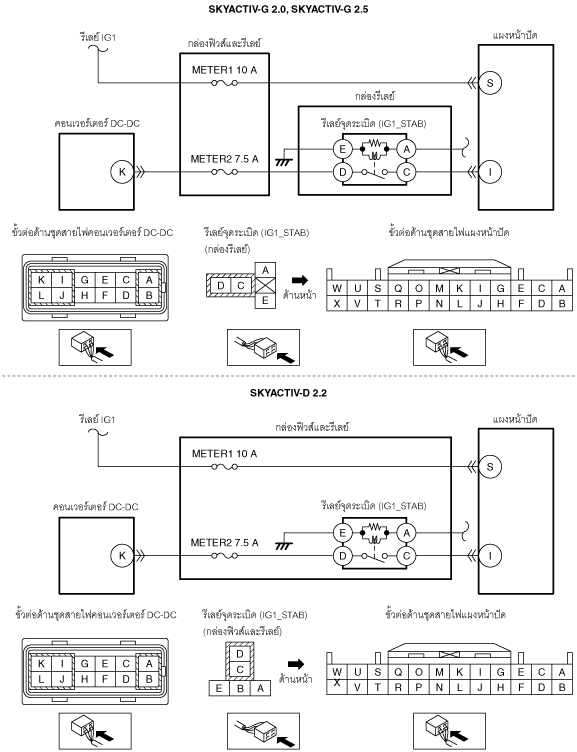 SKYACTIV-G 2.0, SKYACTIV-G 2.5
รีเลย์ IG1
กล่องฟิวส์และรีเลย์
แผงหน้าปัด
METER1 10 A
S
กล่องรีเลย์
คอนเวอร์เตอร์ DC-DC
รีเลย์จุดระเบิด (IG1_STAB)
E A
METER2 7.5 A
K D C I
ขั้วต่อด้านชุดสายไฟคอนเวอร์เตอร์ DC-DC
รีเลย์จุดระเบิด (IG1_STAB)
(กล่องรีเลย์)
ขั้วต่อด้านชุดสายไฟแผงหน้าปัด
K I G E C A
L J H F D B
A
D C
E
ด้านหน้า
W U S Q O M K I G E C A
X V T R P N L J H F D B
SKYACTIV-D 2.2
รีเลย์ IG1
กล่องฟิวส์และรีเลย์
แผงหน้าปัด
METER1 10 A
S
คอนเวอร์เตอร์ DC-DC
รีเลย์จุดระเบิด (IG1_STAB)
E A
METER2 7.5 A
K D C I
ขั้วต่อด้านชุดสายไฟคอนเวอร์เตอร์ DC-DC
รีเลย์จุดระเบิด (IG1_STAB)
(กล่องฟิวส์และรีเลย์)
ขั้วต่อด้านชุดสายไฟแผงหน้าปัด
K I G E C A
L J H F D B
D
C
E B A
ด้านหน้า
W U S Q O M K I G E C A
X V T R P N L J H F D B